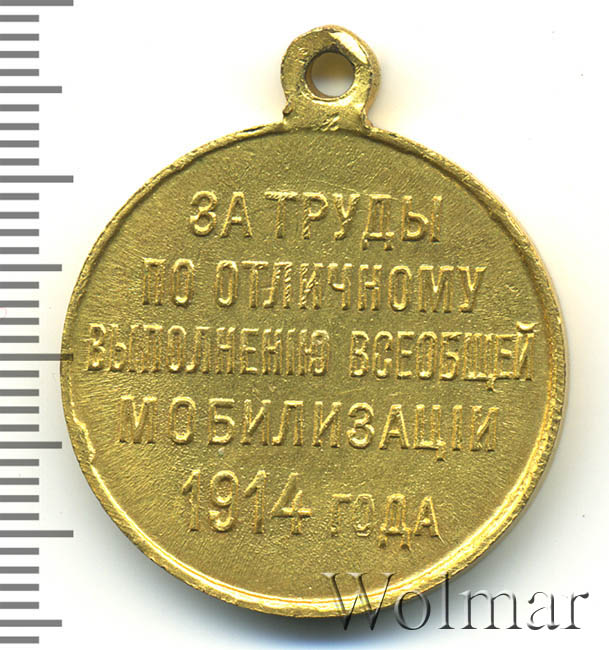 ЗА ТРУДЫ
ПО ОТЛИЧНОМУ
ВЫПОЛНЕНІЮ ВСЕОБЩЕЙ
МОБИЛИЗАЦІИ
1914 ГОДА
Wolmar